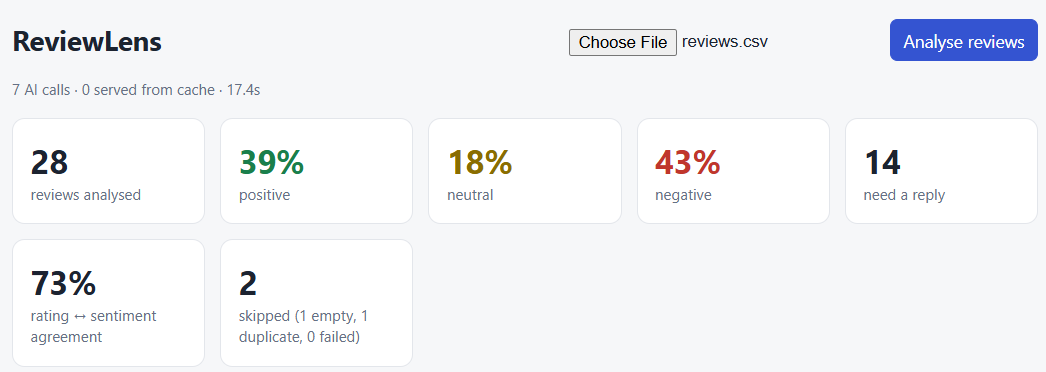 ReviewLens
Choose File reviews.csv
Analyse reviews
7 AI calls · 0 served from cache · 17.4s
28
reviews analysed
39%
positive
18%
neutral
43%
negative
14
need a reply
73%
rating ↔ sentiment
agreement
2
skipped (1 empty, 1
duplicate, 0 failed)